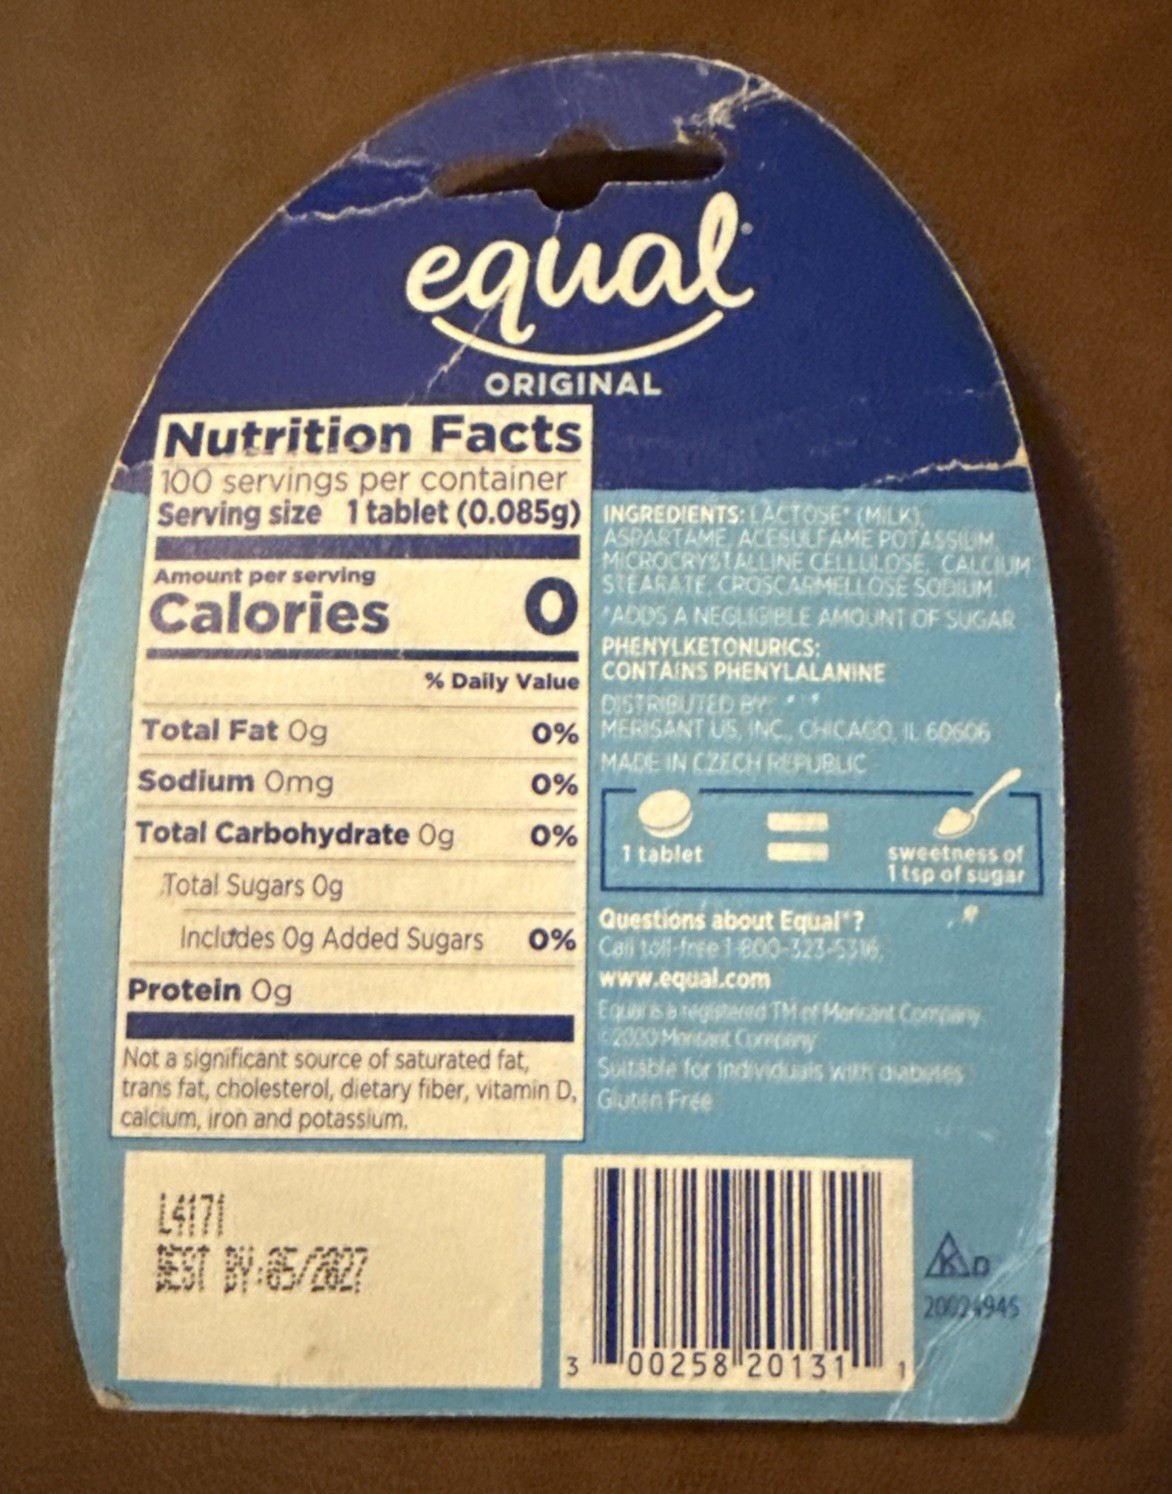 equal®
ORIGINAL
Nutrition Facts
100 servings per container
Serving size 1 tablet (0.085g)
Amount per serving
Calories 0
% Daily Value
Total Fat 0g 0%
Sodium 0mg 0%
Total Carbohydrate 0g 0%
Total Sugars 0g
Includes 0g Added Sugars 0%
Protein 0g
Not a significant source of saturated fat,
trans fat, cholesterol, dietary fiber, vitamin D,
calcium, iron and potassium.
INGREDIENTS: LACTOSE* (MILK),
ASPARTAME, ACESULFAME POTASSIUM,
MICROCRYSTALLINE CELLULOSE, CALCIUM
STEARATE, CROSCARMELLOSE SODIUM.
*ADDS A NEGLIGIBLE AMOUNT OF SUGAR
PHENYLKETONURICS:
CONTAINS PHENYLALANINE
DISTRIBUTED BY:
MERISANT US, INC., CHICAGO, IL 60606
MADE IN CZECH REPUBLIC
1 tablet
=
sweetness of
1 tsp of sugar
Questions about Equal®?
Call toll-free 1-800-323-5316,
www.equal.com
Equal is a registered TM of Merisant Company.
Merisant Company
Suitable for individuals with diabetes
Gluten Free
L4171
BEST BY:05/2027
3 00258 20131 1
K D
20024945